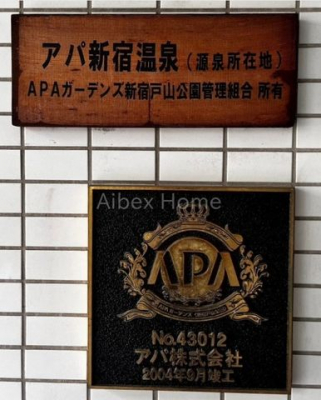 アパ新宿温泉(源泉所在地)
APAガーデンズ新宿戸山公園管理組合 所有
Aibex Home
APA
No.43012
アパ株式会社
2004年9月竣工